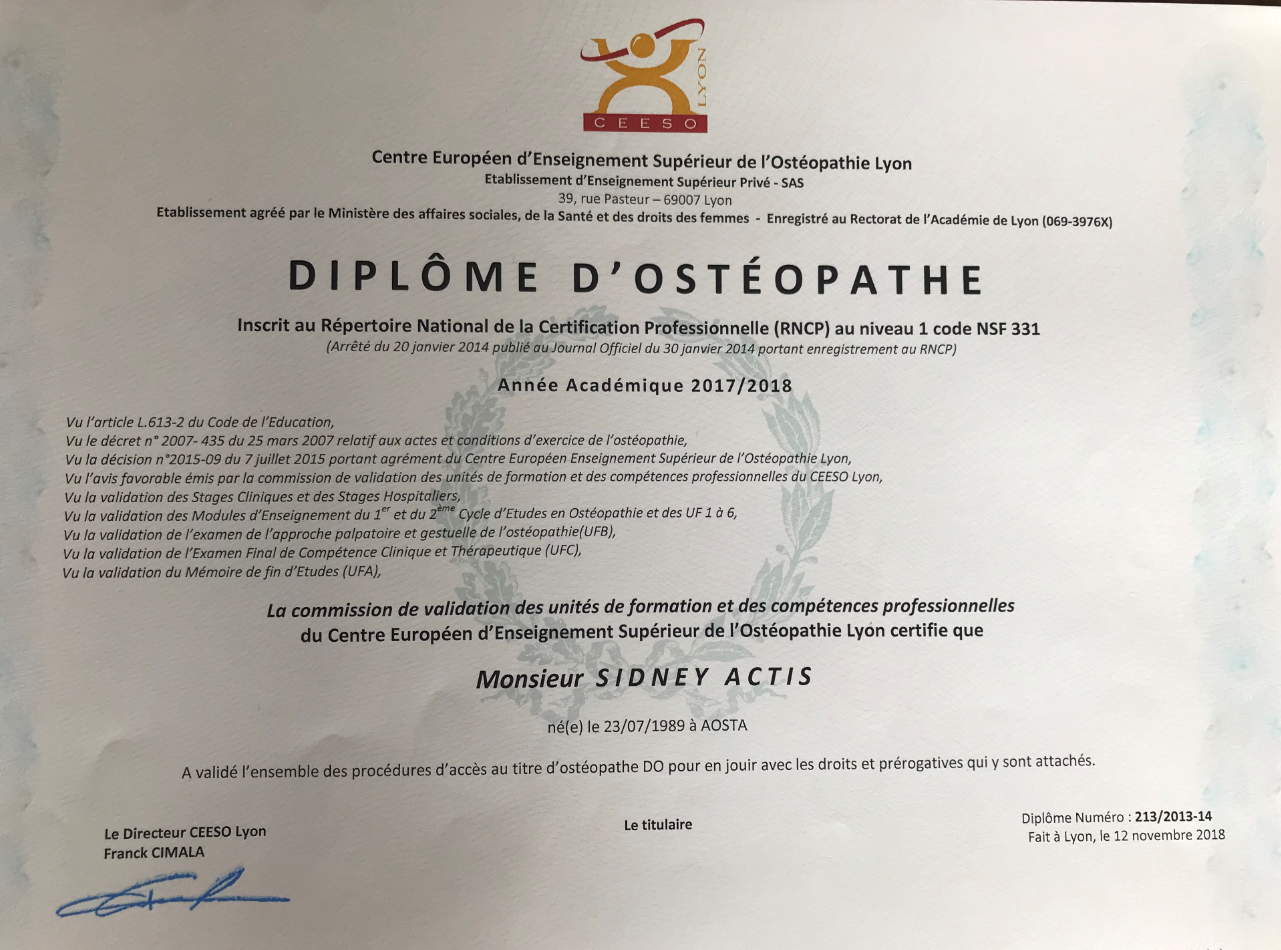 LYON
CEESO
Centre Européen d'Enseignement Supérieur de l'Ostéopathie Lyon
Etablissement d'Enseignement Supérieur Privé - SAS
39, rue Pasteur – 69007 Lyon
Etablissement agréé par le Ministère des affaires sociales, de la Santé et des droits des femmes - Enregistré au Rectorat de l'Académie de Lyon (069-3976X)
DIPLÔME D'OSTÉOPATHE
Inscrit au Répertoire National de la Certification Professionnelle (RNCP) au niveau 1 code NSF 331
(Arrêté du 20 janvier 2014 publié au Journal Officiel du 30 janvier 2014 portant enregistrement au RNCP)
Année Académique 2017/2018
Vu l'article L.613-2 du Code de l'Education,
Vu le décret n° 2007- 435 du 25 mars 2007 relatif aux actes et conditions d'exercice de l'ostéopathie,
Vu la décision n°2015-09 du 7 juillet 2015 portant agrément du Centre Européen Enseignement Supérieur de l'Ostéopathie Lyon,
Vu l'avis favorable émis par la commission de validation des unités de formation et des compétences professionnelles du CEESO Lyon,
Vu la validation des Stages Cliniques et des Stages Hospitaliers,
Vu la validation des Modules d'Enseignement du 1er et du 2ème Cycle d'Etudes en Ostéopathie et des UF 1 à 6,
Vu la validation de l'examen de l'approche palpatoire et gestuelle de l'ostéopathie(UFB),
Vu la validation de l'Examen Final de Compétence Clinique et Thérapeutique (UFC),
Vu la validation du Mémoire de fin d'Etudes (UFA),
La commission de validation des unités de formation et des compétences professionnelles
du Centre Européen d'Enseignement Supérieur de l'Ostéopathie Lyon certifie que
Monsieur SIDNEY ACTIS
né(e) le 23/07/1989 à AOSTA
A validé l'ensemble des procédures d'accès au titre d'ostéopathe DO pour en jouir avec les droits et prérogatives qui y sont attachés.
Le Directeur CEESO Lyon
Franck CIMALA
Le titulaire
Diplôme Numéro : 213/2013-14
Fait à Lyon, le 12 novembre 2018